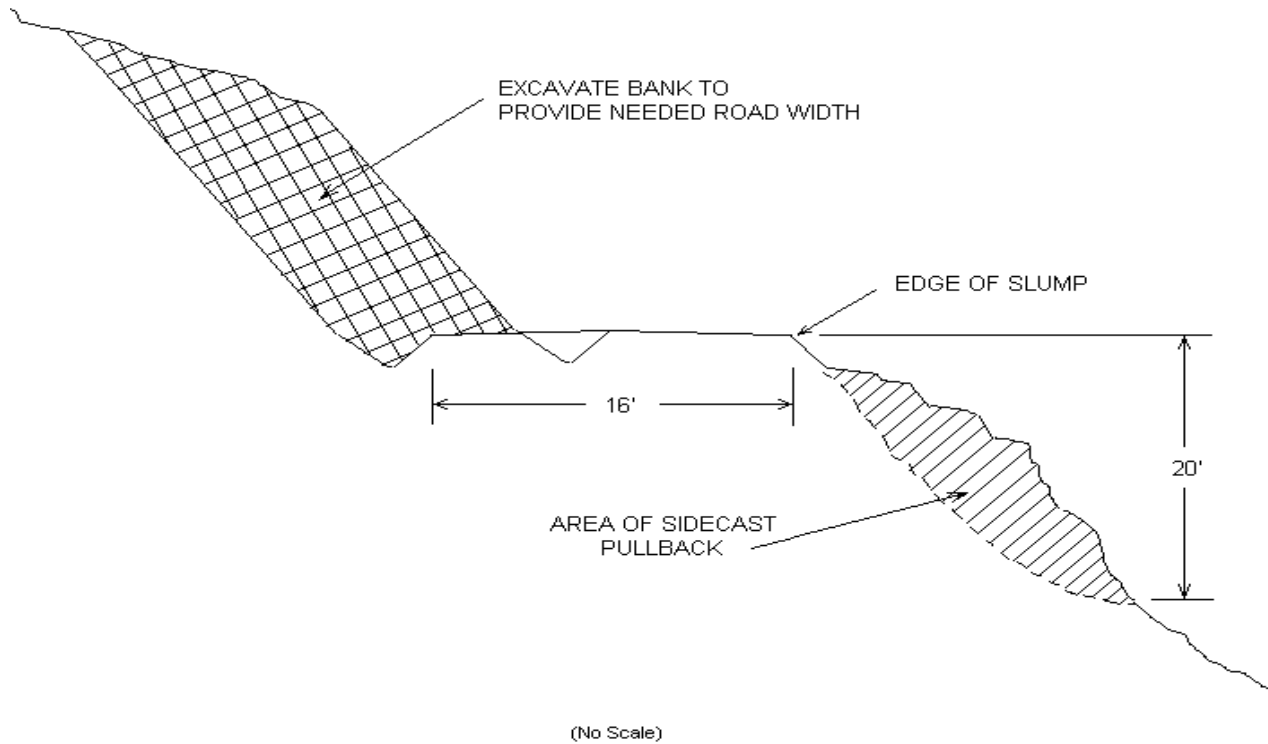 EXCAVATE BANK TO
PROVIDE NEEDED ROAD WIDTH
EDGE OF SLUMP
16'
20'
AREA OF SIDECAST
PULLBACK
(No Scale)